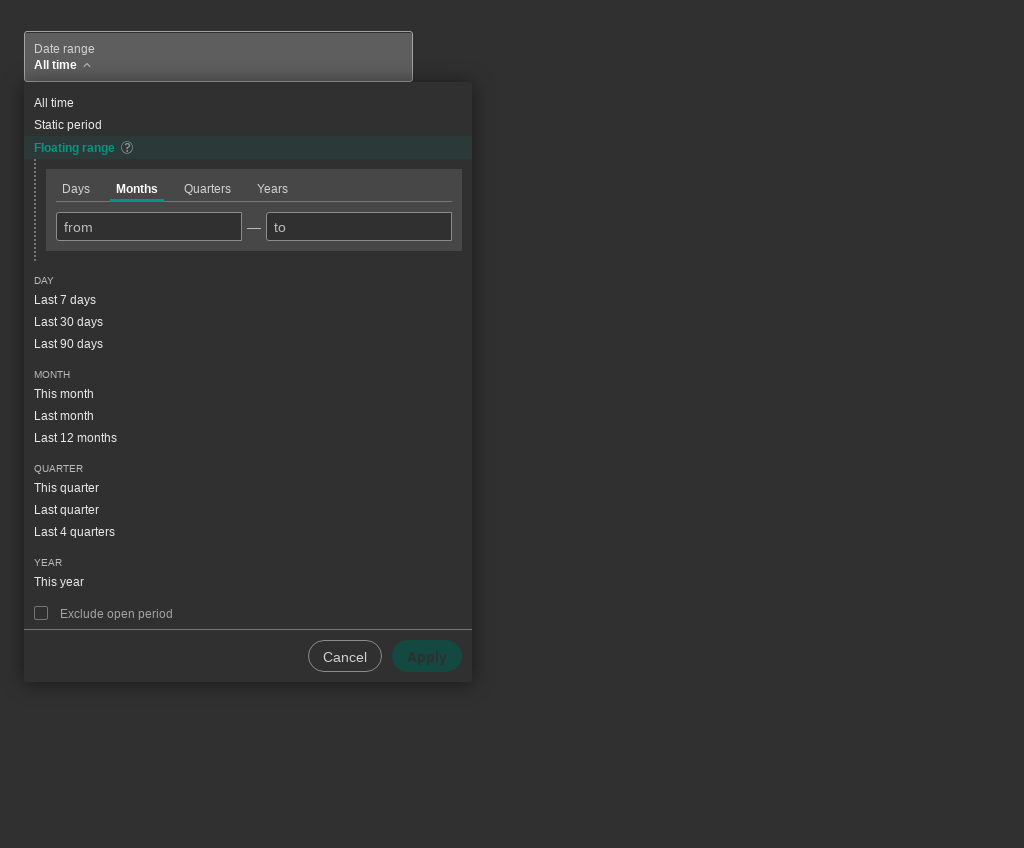 Date range
All time
All time
Static period
Floating range
Days Months Quarters Years
from — to
DAY
Last 7 days
Last 30 days
Last 90 days
MONTH
This month
Last month
Last 12 months
QUARTER
This quarter
Last quarter
Last 4 quarters
YEAR
This year
Exclude open period
Cancel Apply